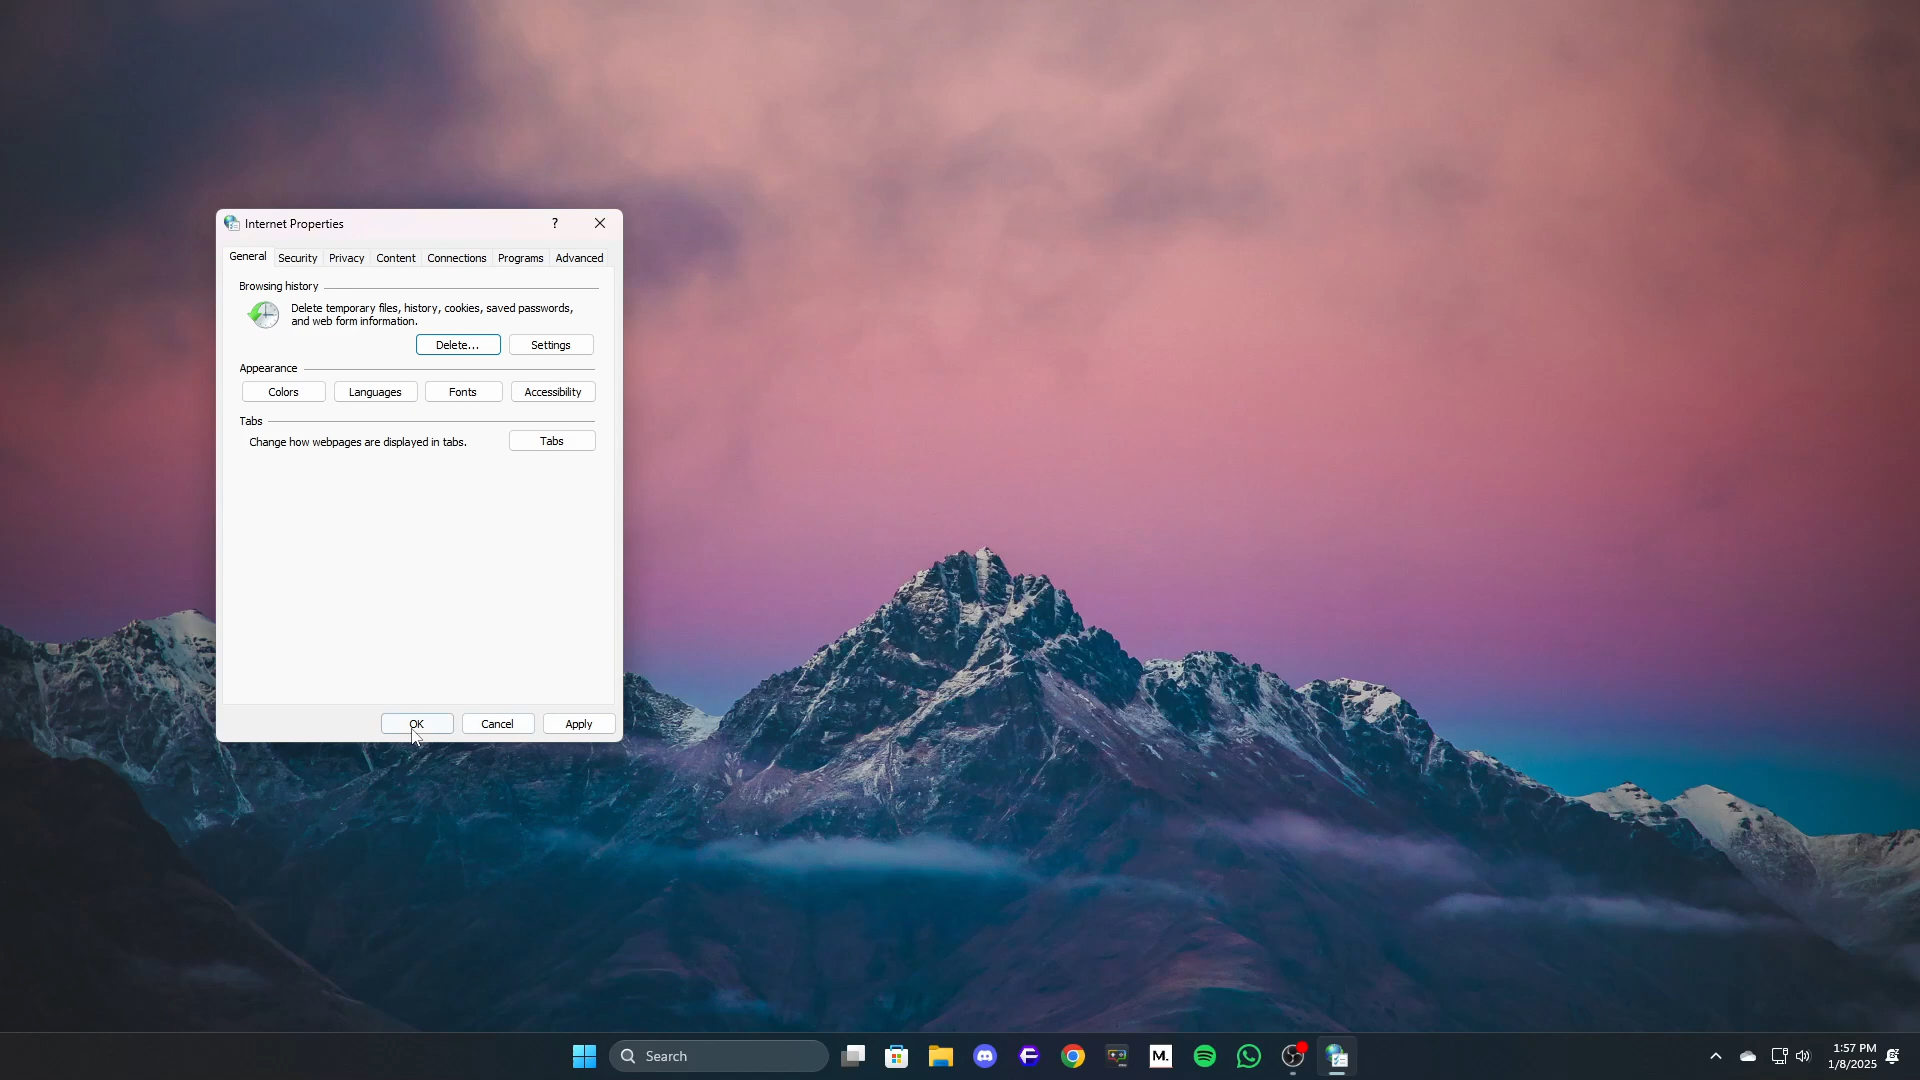 Internet Properties
?
General Security Privacy Content Connections Programs Advanced
Browsing history
Delete temporary files, history, cookies, saved passwords,
and web form information.
Delete... Settings
Appearance
Colors Languages Fonts Accessibility
Tabs
Change how webpages are displayed in tabs. Tabs
OK Cancel Apply
Search
M.
1:57 PM
1/8/2025